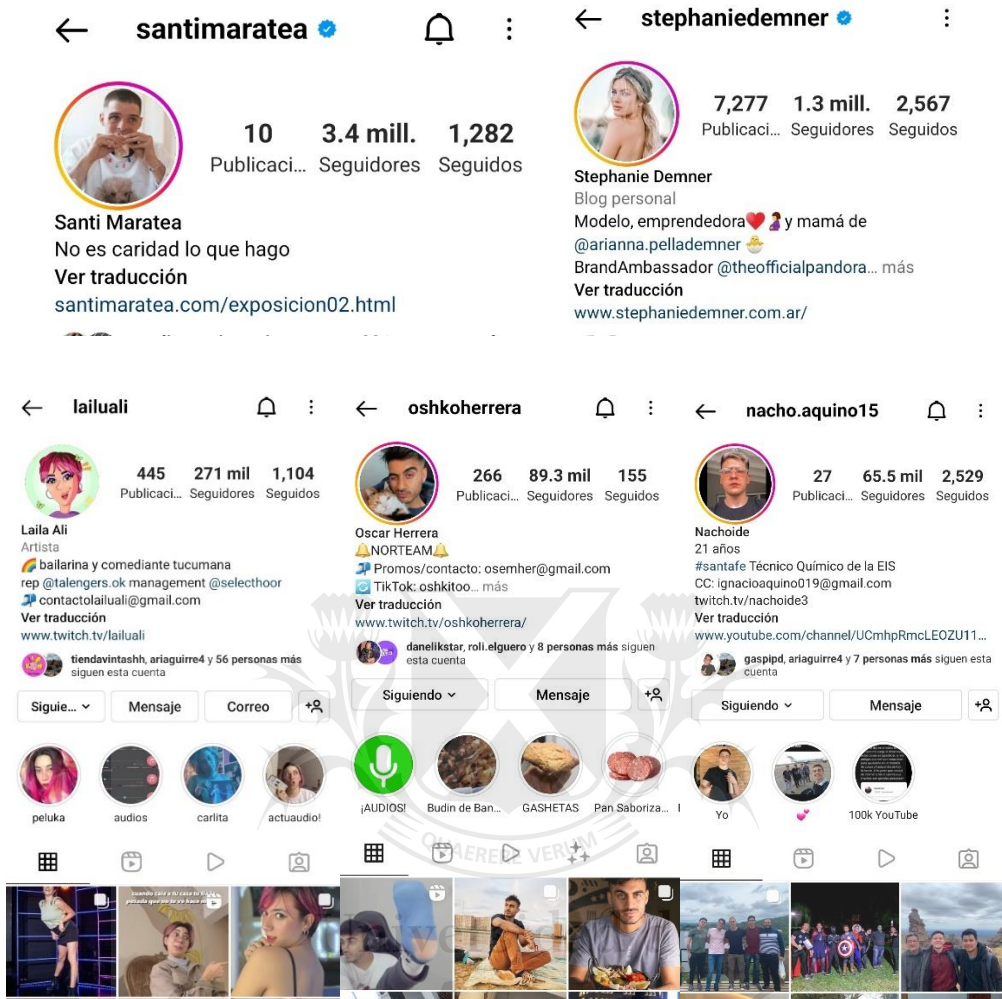 santimaratea
10 3.4 mill. 1,282
Publicaci... Seguidores Seguidos
Santi Maratea
No es caridad lo que hago
Ver traducción
santimaratea.com/exposicion02.html
stephaniedemner
7,277 1.3 mill. 2,567
Publicaci... Seguidores Seguidos
Stephanie Demner
Blog personal
Modelo, emprendedora❤️🤰y mamá de
@arianna.pellademner 🐣
BrandAmbassador @theofficialpandora... más
Ver traducción
www.stephaniedemner.com.ar/
lailuali
445 271 mil 1,104
Publicaci... Seguidores Seguidos
Laila Ali
Artista
🌈 bailarina y comediante tucumana
rep @talengers.ok management @selecthoor
📬 contactolailuali@gmail.com
Ver traducción
www.twitch.tv/lailuali
tiendavintashh, ariaguirre4 y 56 personas más
siguen esta cuenta
Siguie... Mensaje Correo
peluka audios carlita actuaudio!
cuando cale a tu casa tu
oshkoherrera
266 89.3 mil 155
Publicaci... Seguidores Seguidos
Oscar Herrera
🔔NORTEAM🔔
📬 Promos/contacto: osemher@gmail.com
🔄 TikTok: oshkitoo... más
Ver traducción
www.twitch.tv/oshkoherrera/
danelikstar, roli.elguero y 8 personas más siguen
esta cuenta
Siguiendo Mensaje
¡AUDIOS! Budin de Ban... GASHETAS Pan Saboriza...
nacho.aquino15
27 65.5 mil 2,529
Publicaci... Seguidores Seguidos
Nachoide
21 años
#santafe Técnico Químico de la EIS
CC: ignacioaquino019@gmail.com
twitch.tv/nachoide3
Ver traducción
www.youtube.com/channel/UCmhpRmcLEOZU11...
gaspipd, ariaguirre4 y 7 personas más siguen esta
cuenta
Siguiendo Mensaje
Yo 💕 100k YouTube
QUAERERE VERUM